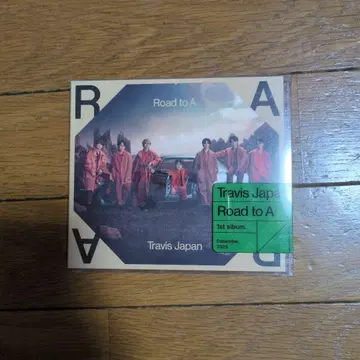 R A
Road to A
Travis Japa
Road to A
1st album.
Travis Japan
A R